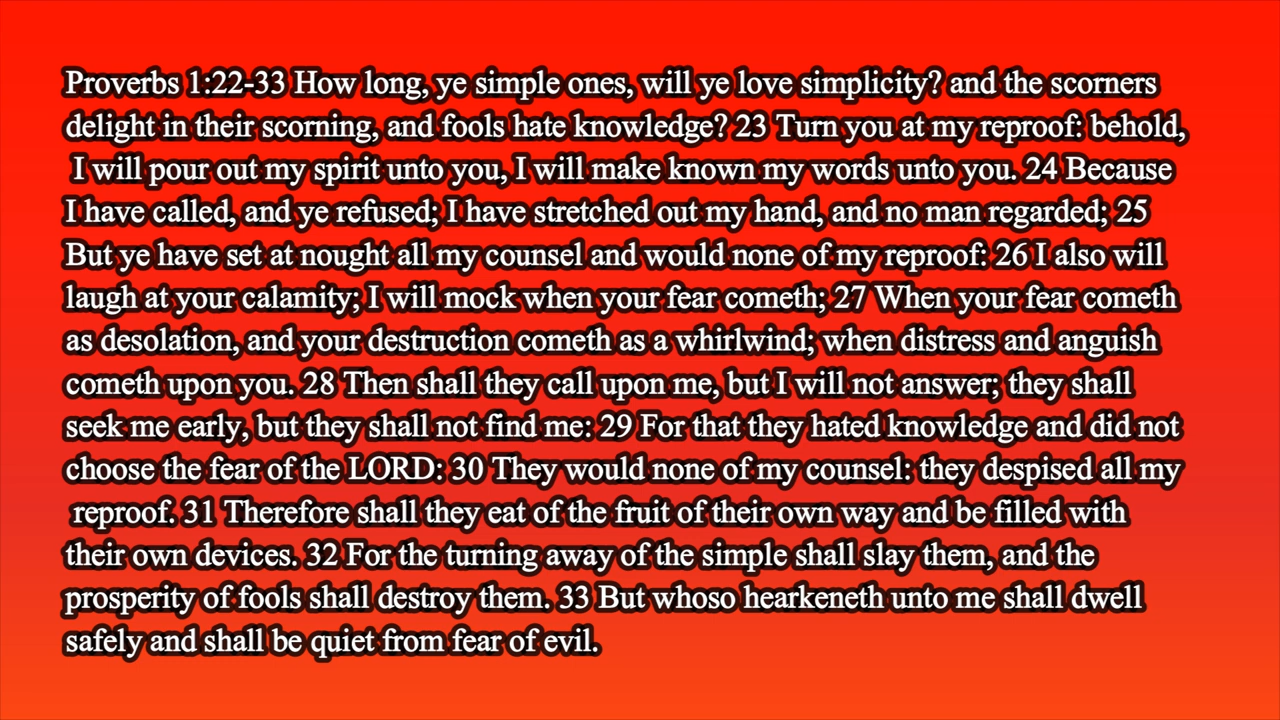 Proverbs 1:22-33 How long, ye simple ones, will ye love simplicity? and the scorners
delight in their scorning, and fools hate knowledge? 23 Turn you at my reproof: behold,
I will pour out my spirit unto you, I will make known my words unto you. 24 Because
I have called, and ye refused; I have stretched out my hand, and no man regarded; 25
But ye have set at nought all my counsel and would none of my reproof: 26 I also will
laugh at your calamity; I will mock when your fear cometh; 27 When your fear cometh
as desolation, and your destruction cometh as a whirlwind; when distress and anguish
cometh upon you. 28 Then shall they call upon me, but I will not answer; they shall
seek me early, but they shall not find me: 29 For that they hated knowledge and did not
choose the fear of the LORD: 30 They would none of my counsel: they despised all my
reproof. 31 Therefore shall they eat of the fruit of their own way and be filled with
their own devices. 32 For the turning away of the simple shall slay them, and the
prosperity of fools shall destroy them. 33 But whoso hearkeneth unto me shall dwell
safely and shall be quiet from fear of evil.